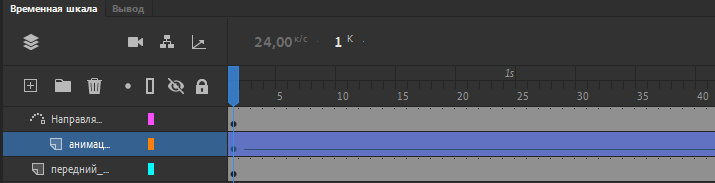 Временная шкала Вывод
24,00 к/с 1 К
1s
5 10 15 20 25 30 35 40
Направля...
анимац...
передний_...